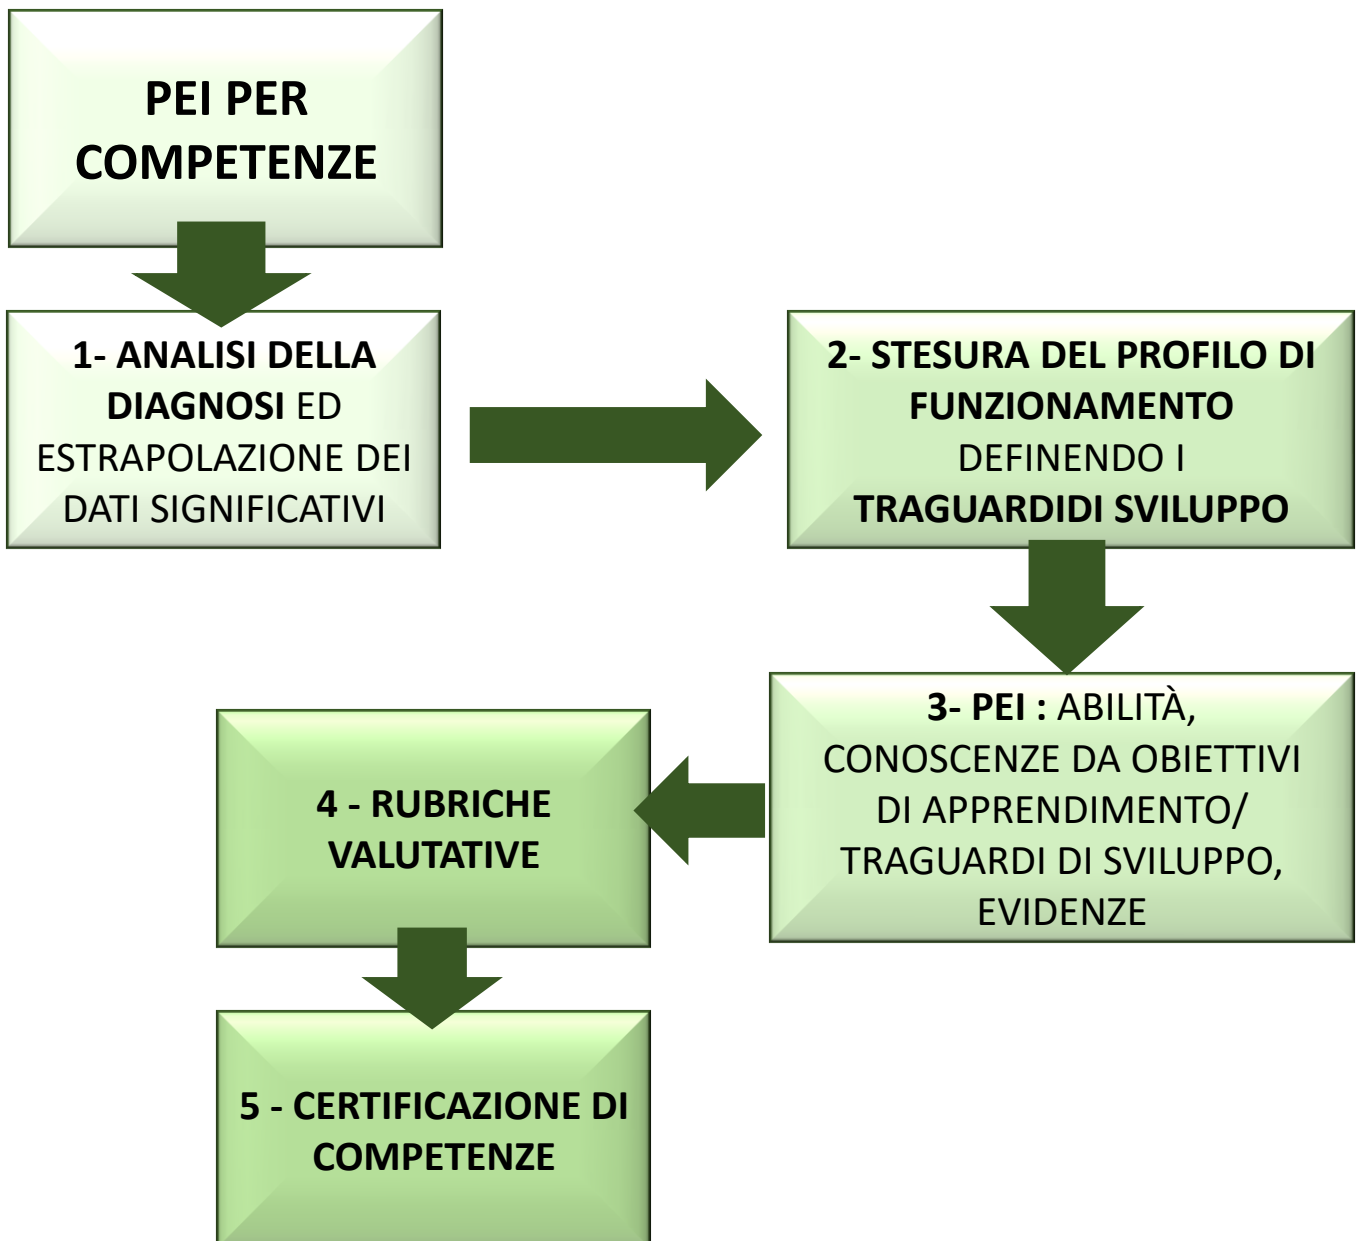 PEI PER
COMPETENZE
1- ANALISI DELLA
DIAGNOSI ED
ESTRAPOLAZIONE DEI
DATI SIGNIFICATIVI
2- STESURA DEL PROFILO DI
FUNZIONAMENTO
DEFINENDO I
TRAGUARDIDI SVILUPPO
3- PEI : ABILITÀ,
CONOSCENZE DA OBIETTIVI
DI APPRENDIMENTO/
TRAGUARDI DI SVILUPPO,
EVIDENZE
4 - RUBRICHE
VALUTATIVE
5 - CERTIFICAZIONE DI
COMPETENZE